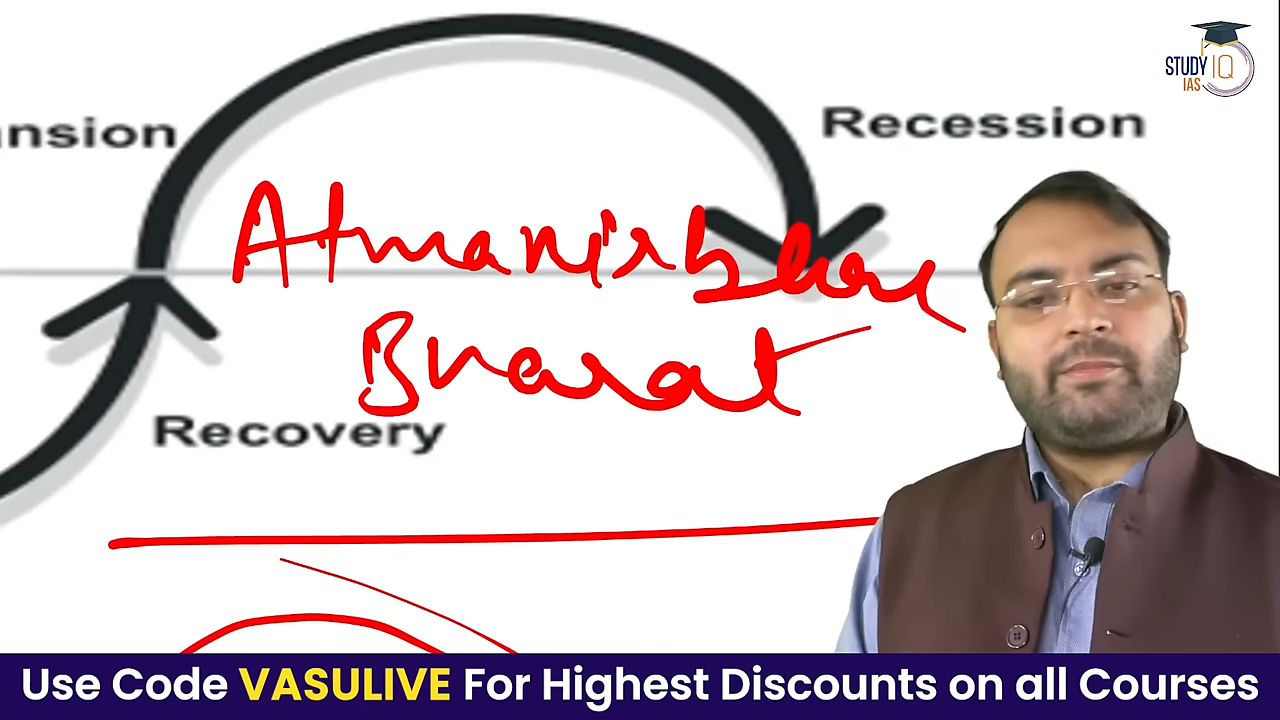 STUDY IQ
IAS
nsion
Recession
Atmanirbhar
Bharat
Recovery
Use Code VASULIVE For Highest Discounts on all Courses